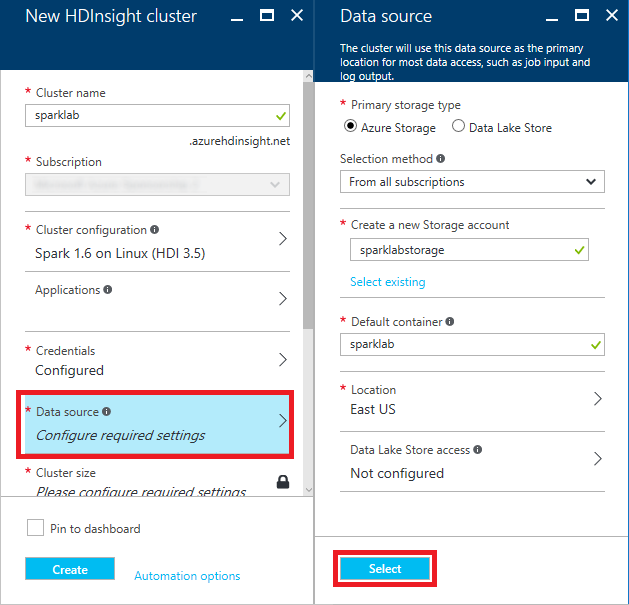 New HDInsight cluster
* Cluster name
sparklab
.azurehdinsight.net
* Subscription
* Cluster configuration
Spark 1.6 on Linux (HDI 3.5)
Applications
* Credentials
Configured
* Data source
Configure required settings
* Cluster size
Please configure required settings
Pin to dashboard
Create
Automation options
Data source
The cluster will use this data source as the primary
location for most data access, such as job input and
log output.
* Primary storage type
Azure Storage
Data Lake Store
Selection method
From all subscriptions
* Create a new Storage account
sparklabstorage
Select existing
* Default container
sparklab
* Location
East US
Data Lake Store access
Not configured
Select